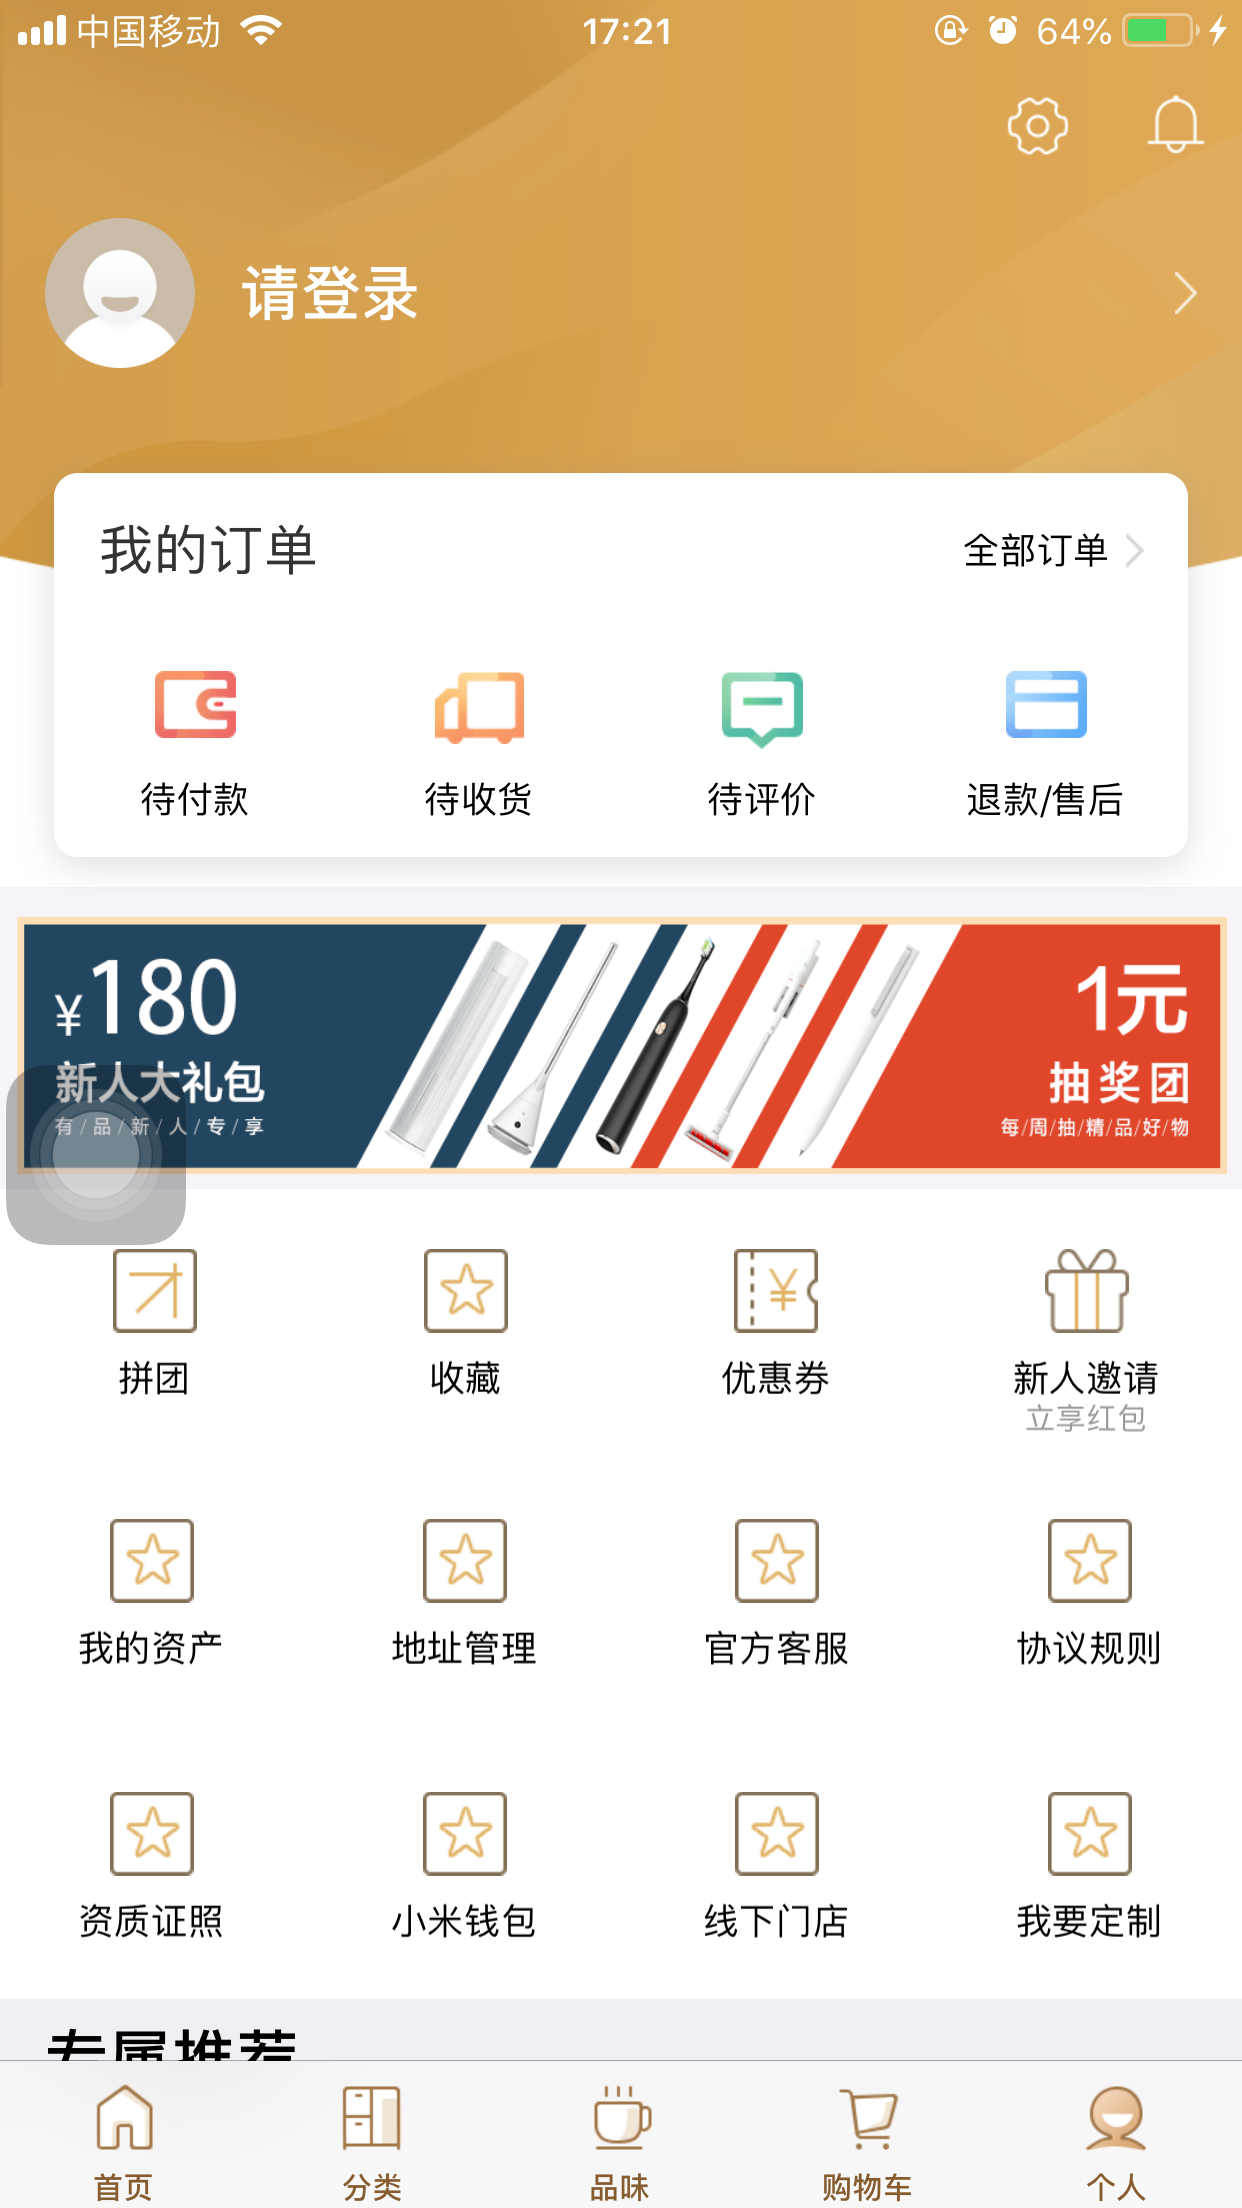 中国移动 17:21 64%
请登录
我的订单 全部订单
待付款 待收货 待评价 退款/售后
¥180 1元
新人大礼包 抽奖团
有/品/新/人/专/享 每/周/抽/精/品/好/物
拼团 收藏 优惠券 新人邀请
立享红包
我的资产 地址管理 官方客服 协议规则
资质证照 小米钱包 线下门店 我要定制
专属推荐
首页 分类 品味 购物车 个人